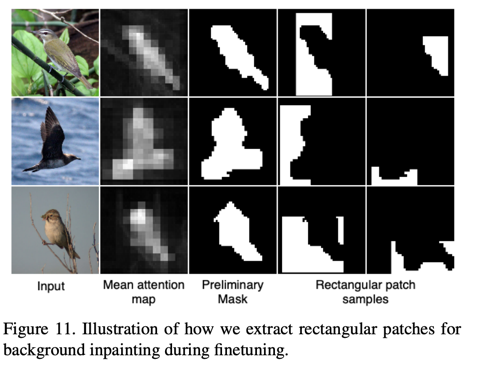 Input
Mean attention
map
Preliminary
Mask
Rectangular patch
samples
Figure 11. Illustration of how we extract rectangular patches for
background inpainting during finetuning.